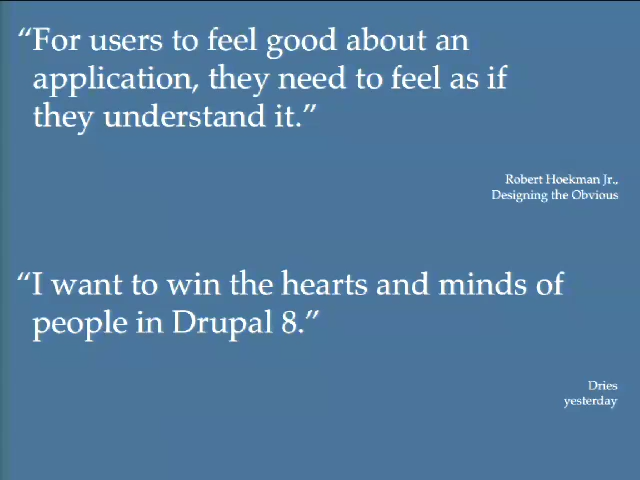 “For users to feel good about an
application, they need to feel as if
they understand it.”
Robert Hoekman Jr.,
Designing the Obvious
“I want to win the hearts and minds of
people in Drupal 8.”
Dries
yesterday